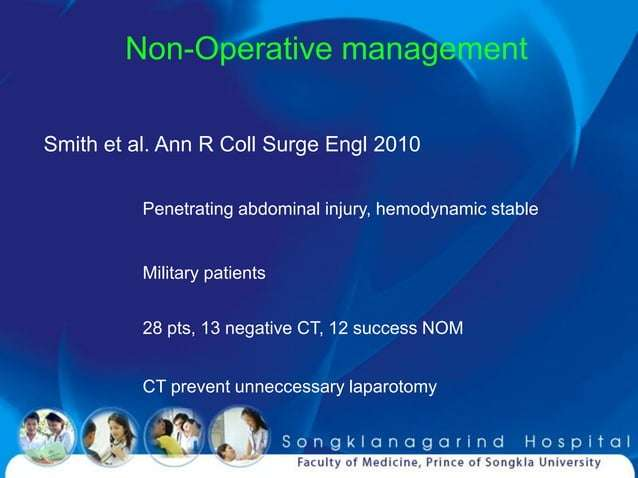 Non-Operative management
Smith et al. Ann R Coll Surge Engl 2010
Penetrating abdominal injury, hemodynamic stable
Military patients
28 pts, 13 negative CT, 12 success NOM
CT prevent unneccessary laparotomy
Songklanagarind Hospital
Faculty of Medicine, Prince of Songkla University